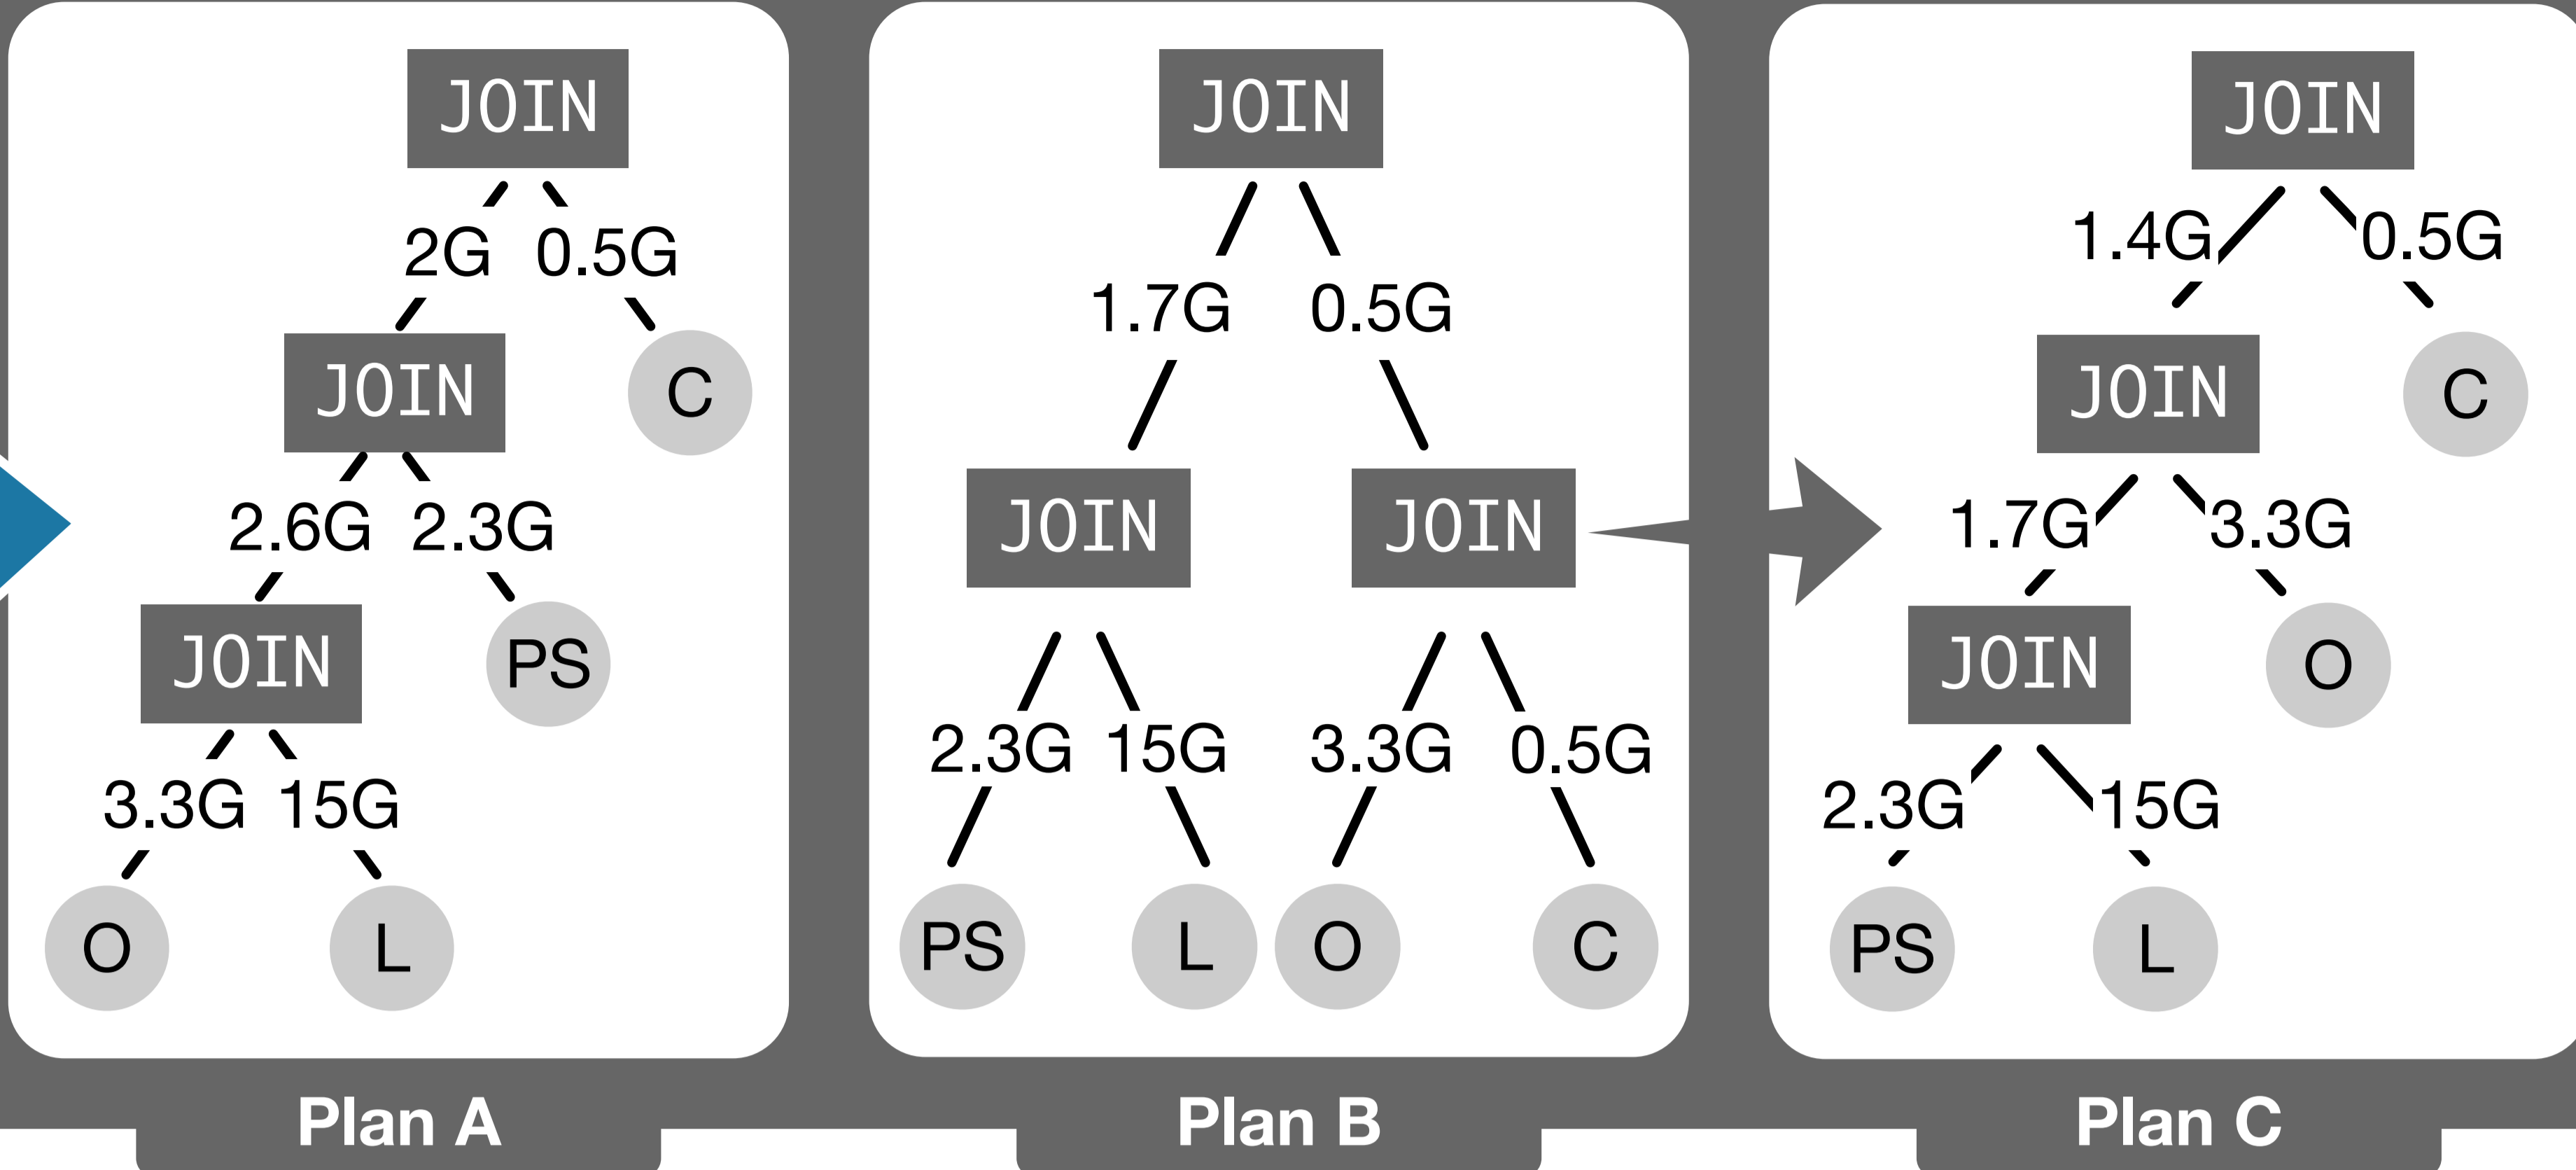 JOIN
2G 0.5G
JOIN
C
2.6G 2.3G
JOIN
PS
3.3G 15G
O
L
Plan A
JOIN
1.7G 0.5G
JOIN
JOIN
2.3G 15G 3.3G 0.5G
PS
L
O
C
Plan B
JOIN
1.4G 0.5G
JOIN
C
1.7G 3.3G
JOIN
O
2.3G 15G
PS
L
Plan C